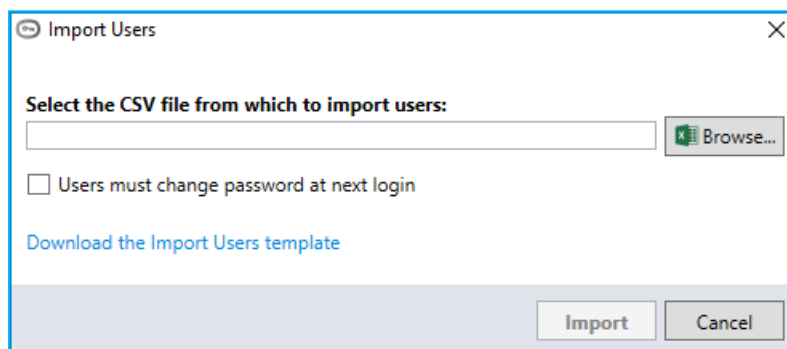 Import Users
Select the CSV file from which to import users:
Browse...
Users must change password at next login
Download the Import Users template
Import
Cancel